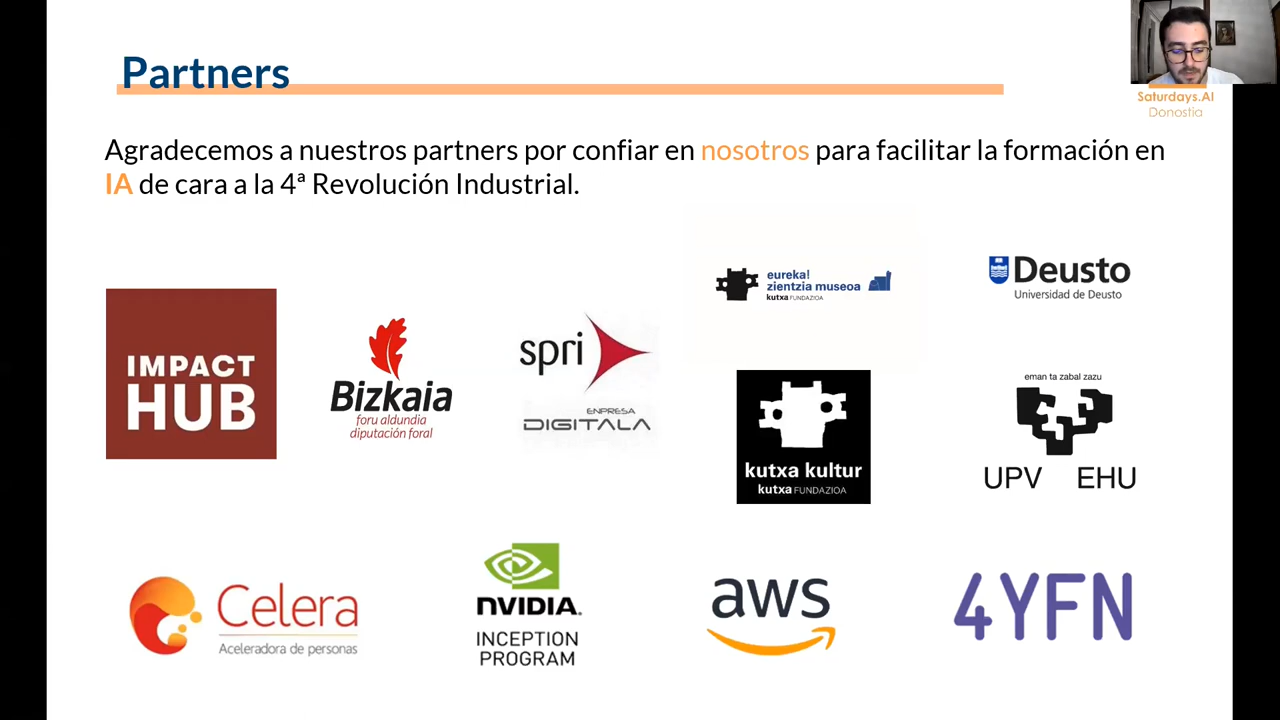 Partners
Saturdays.AI
Donostia
Agradecemos a nuestros partners por confiar en nosotros para facilitar la formación en
IA de cara a la 4ª Revolución Industrial.
IMPACT
HUB
Bizkaia
foru aldundia
diputación foral
spri
ENPRESA
DIGITALA
eureka!
zientzia museoa
kutxa FUNDAZIOA
kutxa kultur
kutxa FUNDAZIOA
Deusto
Universidad de Deusto
eman ta zabal zazu
UPV EHU
Celera
Aceleradora de personas
NVIDIA.
INCEPTION
PROGRAM
aws
4YFN